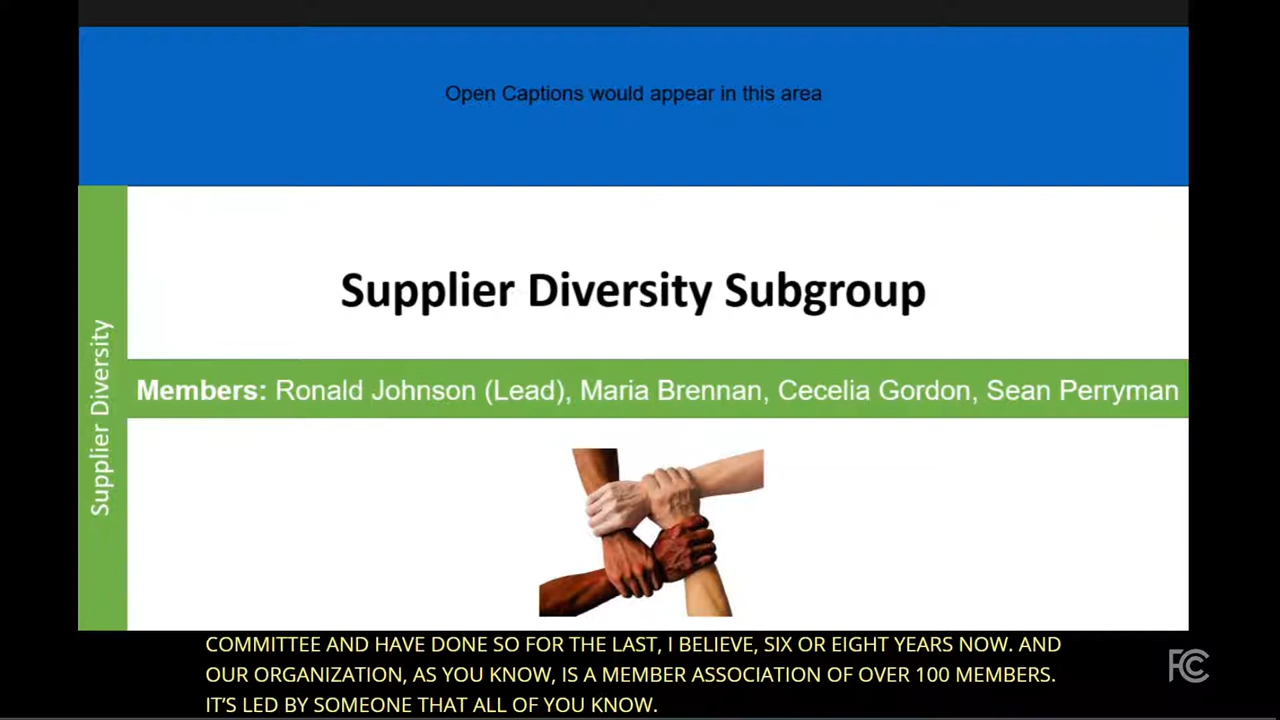 Open Captions would appear in this area
Supplier Diversity Subgroup
Supplier Diversity
Members: Ronald Johnson (Lead), Maria Brennan, Cecelia Gordon, Sean Perryman
COMMITTEE AND HAVE DONE SO FOR THE LAST, I BELIEVE, SIX OR EIGHT YEARS NOW. AND
OUR ORGANIZATION, AS YOU KNOW, IS A MEMBER ASSOCIATION OF OVER 100 MEMBERS.
IT'S LED BY SOMEONE THAT ALL OF YOU KNOW.
FCC